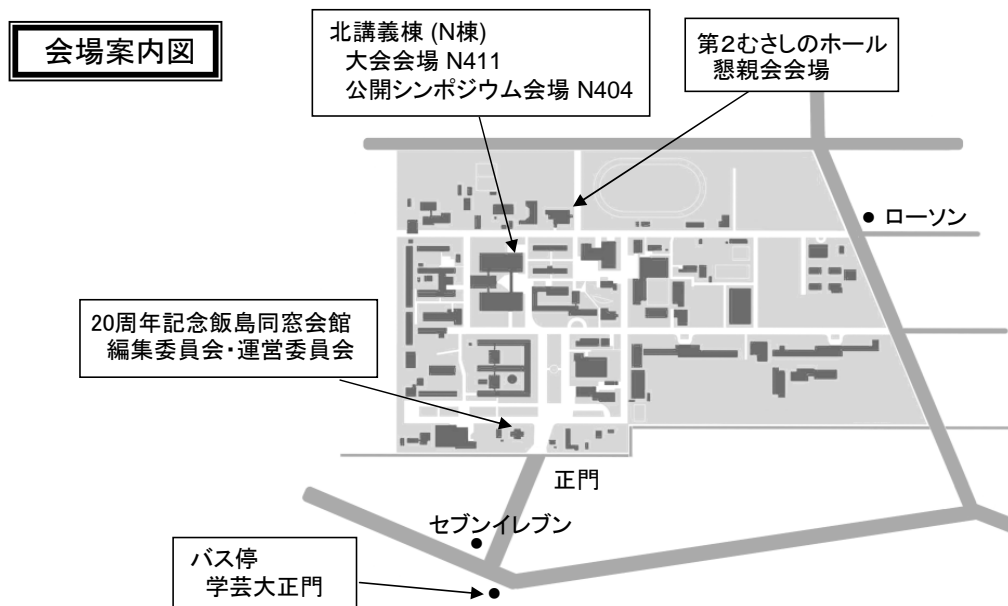 会場案内図
北講義棟 (N棟)
大会会場 N411
公開シンポジウム会場 N404
第2むさしのホール
懇親会会場
ローソン
20周年記念飯島同窓会館
編集委員会・運営委員会
正門
セブンイレブン
バス停
学芸大正門